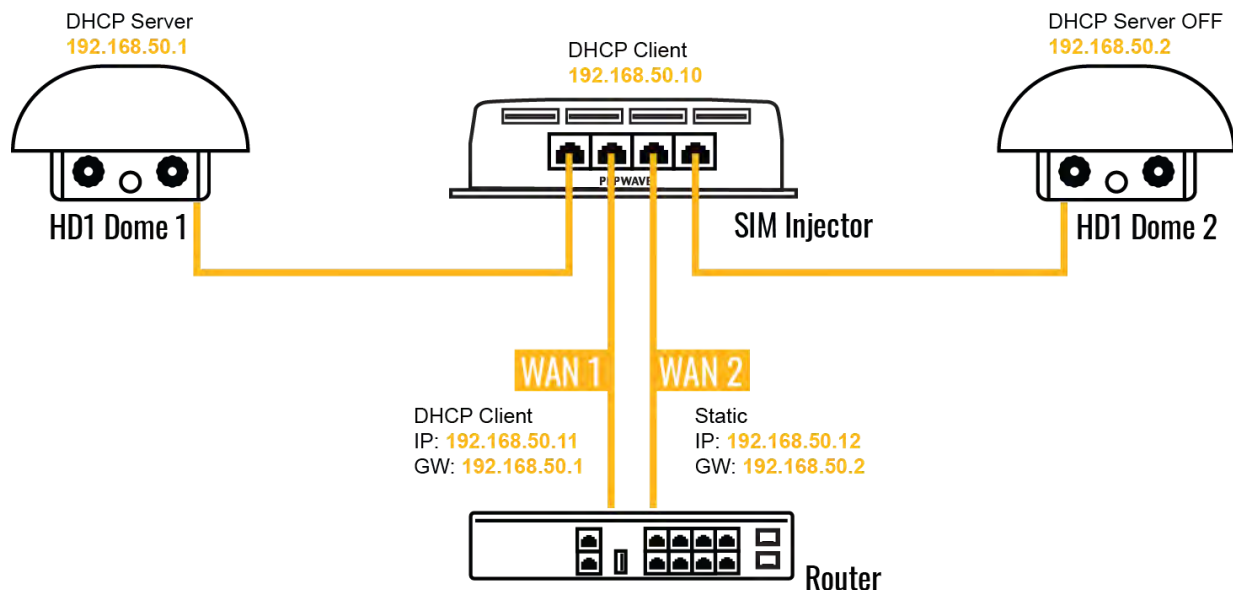 DHCP Server
192.168.50.1
DHCP Client
192.168.50.10
DHCP Server OFF
192.168.50.2
PEPWAVE
HD1 Dome 1
SIM Injector
HD1 Dome 2
WAN 1
WAN 2
DHCP Client
IP: 192.168.50.11
GW: 192.168.50.1
Static
IP: 192.168.50.12
GW: 192.168.50.2
Router